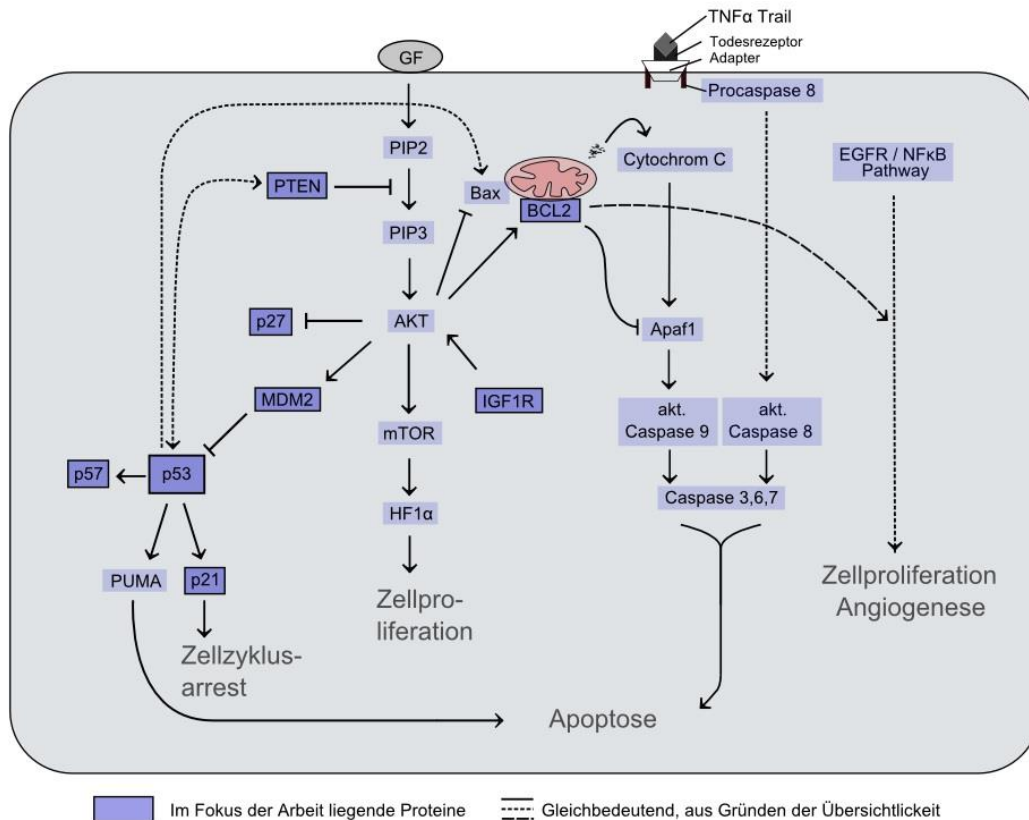 TNFα Trail
Todesrezeptor
Adapter
GF
Procaspase 8
PIP2
Cytochrom C
EGFR / NFκB
Pathway
PTEN
Bax
BCL2
PIP3
p27
AKT
Apaf1
MDM2
IGF1R
mTOR
akt.
Caspase 9
akt.
Caspase 8
p57
p53
Caspase 3,6,7
HF1α
PUMA
p21
Zellpro-
liferation
Zellproliferation
Angiogenese
Zellzyklus-
arrest
Apoptose
Im Fokus der Arbeit liegende Proteine
Gleichbedeutend, aus Gründen der Übersichtlickeit